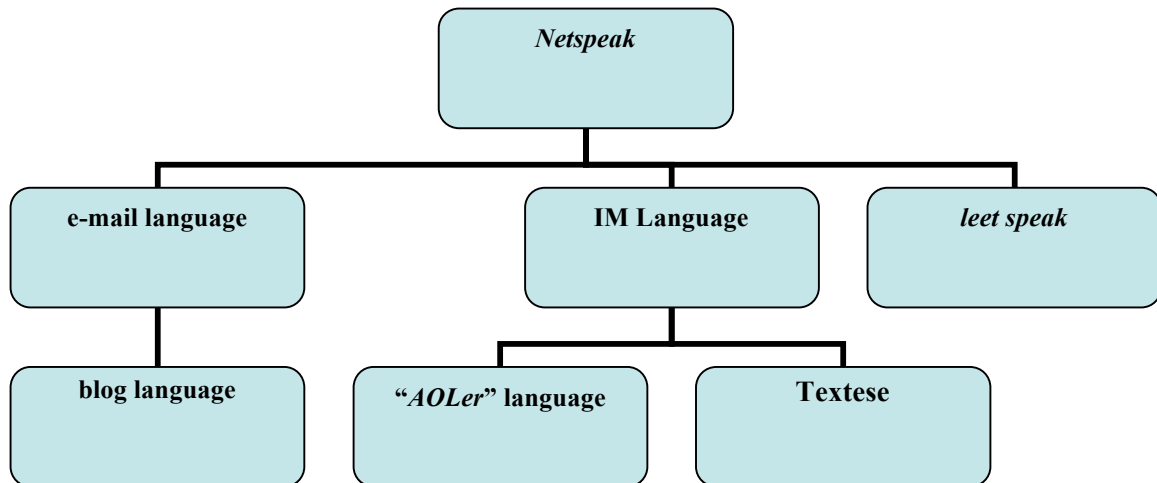 Netspeak
e-mail language
IM Language
leet speak
blog language
“AOLer” language
Textese